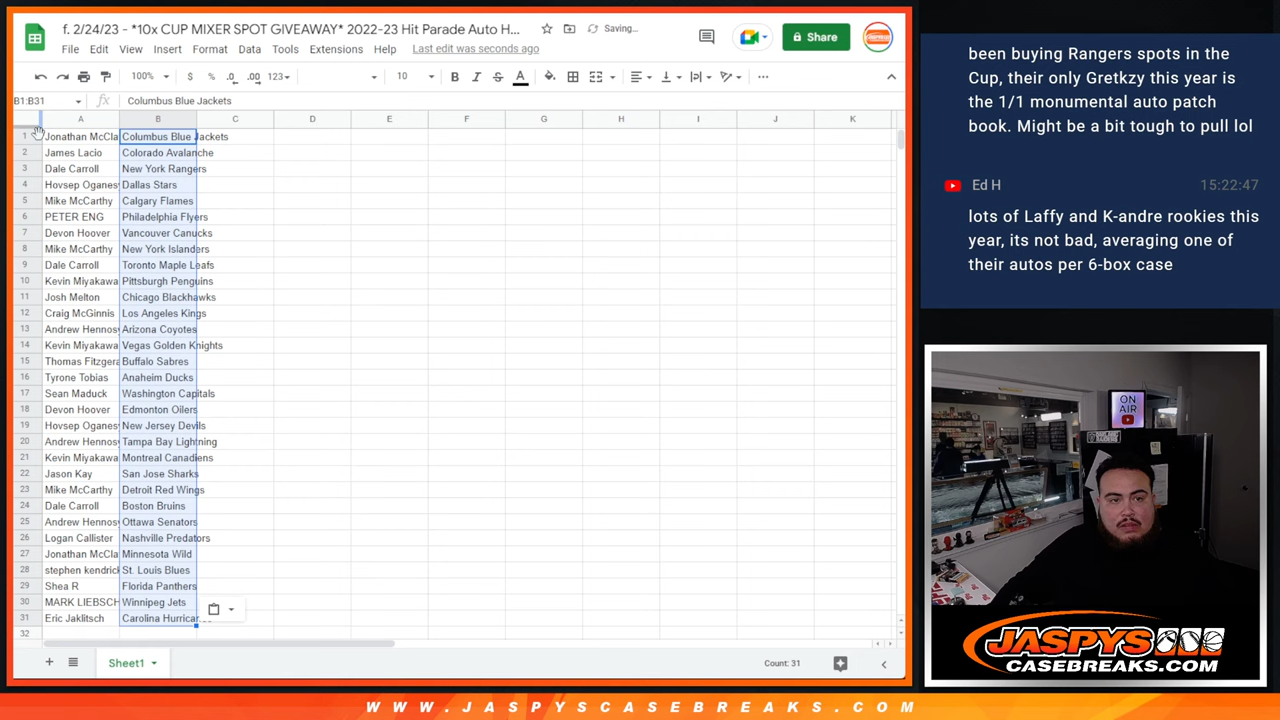 f. 2/24/23 - *10x CUP MIXER SPOT GIVEAWAY* 2022-23 Hit Parade Auto H...
Saving...
Share
File Edit View Insert Format Data Tools Extensions Help Last edit was seconds ago
100% $ % .0 .00 123 10 B I S A
B1:B31 fx Columbus Blue Jackets
A B C D E F G H I J K
1 Jonathan McCla Columbus Blue Jackets
2 James Lacio Colorado Avalanche
3 Dale Carroll New York Rangers
4 Hovsep Oganes Dallas Stars
5 Mike McCarthy Calgary Flames
6 PETER ENG Philadelphia Flyers
7 Devon Hoover Vancouver Canucks
8 Mike McCarthy New York Islanders
9 Dale Carroll Toronto Maple Leafs
10 Kevin Miyakawa Pittsburgh Penguins
11 Josh Melton Chicago Blackhawks
12 Craig McGinnis Los Angeles Kings
13 Andrew Hennos Arizona Coyotes
14 Kevin Miyakawa Vegas Golden Knights
15 Thomas Fitzgera Buffalo Sabres
16 Tyrone Tobias Anaheim Ducks
17 Sean Maduck Washington Capitals
18 Devon Hoover Edmonton Oilers
19 Hovsep Oganes New Jersey Devils
20 Andrew Hennos Tampa Bay Lightning
21 Kevin Miyakawa Montreal Canadiens
22 Jason Kay San Jose Sharks
23 Mike McCarthy Detroit Red Wings
24 Dale Carroll Boston Bruins
25 Andrew Hennos Ottawa Senators
26 Logan Callister Nashville Predators
27 Jonathan McCla Minnesota Wild
28 stephen kendric St. Louis Blues
29 Shea R Florida Panthers
30 MARK LIEBSCH Winnipeg Jets
31 Eric Jaklitsch Carolina Hurrican
32
Sheet1
Count: 31
been buying Rangers spots in the
Cup, their only Gretkzy this year is
the 1/1 monumental auto patch
book. Might be a bit tough to pull lol
Ed H 15:22:47
lots of Laffy and K-andre rookies this
year, its not bad, averaging one of
their autos per 6-box case
ON
AIR
JASPYS
CASEBREAKS.COM
WWW.JASPYSCASEBREAKS.COM